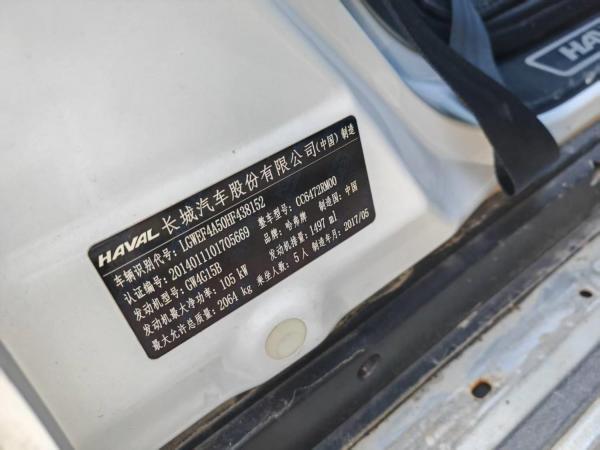 HAVAL 长城汽车股份有限公司(中国)制造
车辆识别代号: LGWEF4A50HF438152 整车型号: CC6472RM00
认证编号: 2014011101705669 品牌: 哈弗牌 制造国: 中国
发动机型号: GW4G15B 发动机排量: 1497 ml
发动机最大净功率: 105 kW 乘坐人数: 5人 制造年月: 2017/05
最大允许总质量: 2064 kg
HAVAL